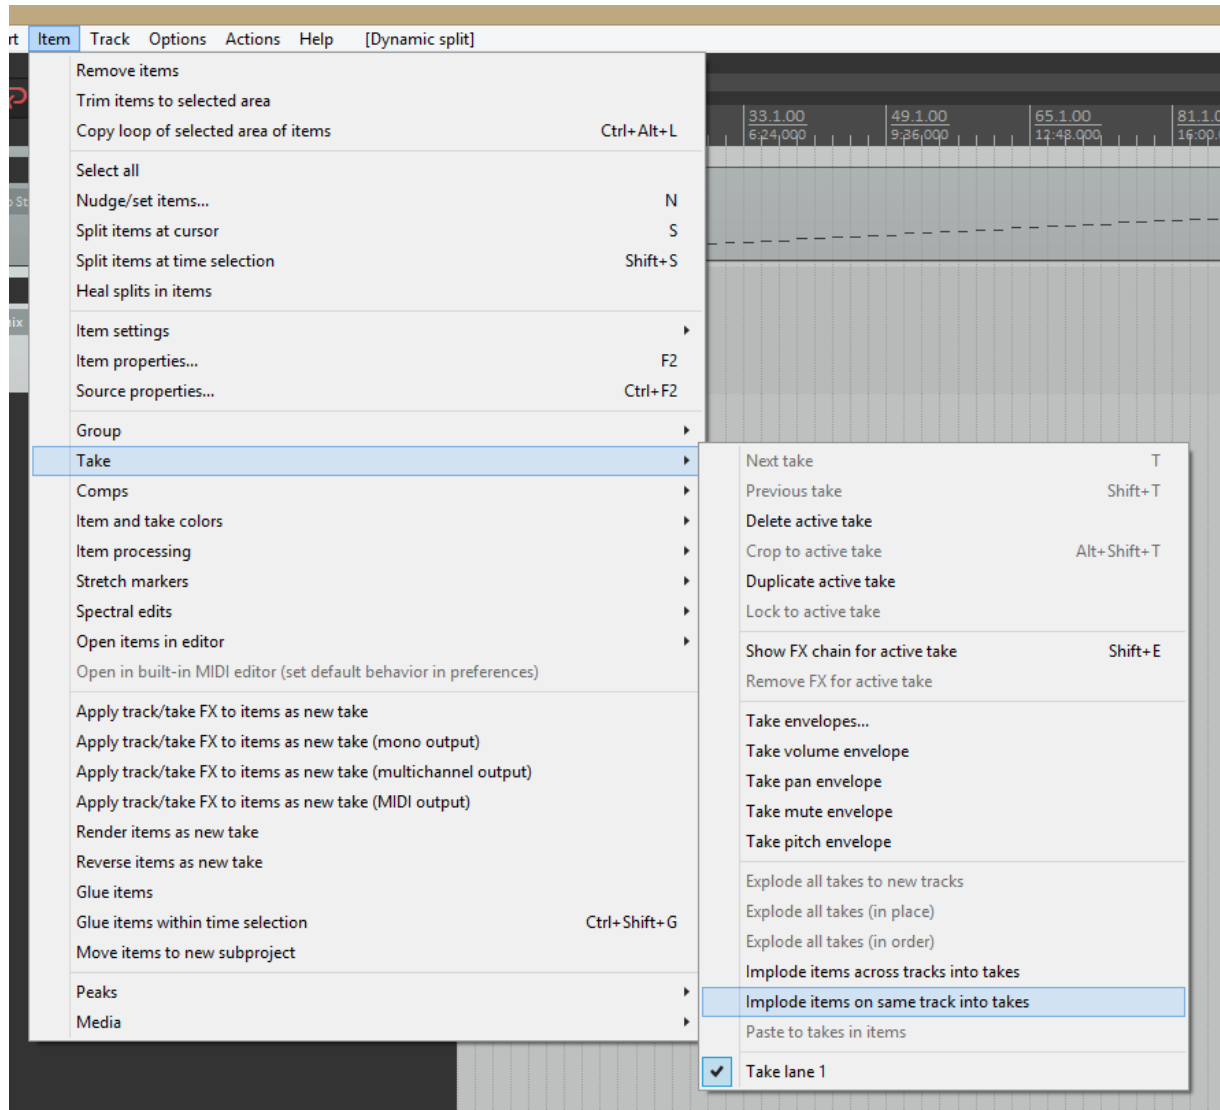 rt Item Track Options Actions Help [Dynamic split]
Remove items
Trim items to selected area
Copy loop of selected area of items Ctrl+Alt+L
33.1.00 49.1.00 65.1.00 81.1.0
6:24.000 9:36.000 12:48.000 16:00.
Select all
Nudge/set items... N
o St
Split items at cursor S
Split items at time selection Shift+S
Heal splits in items
ix
Item settings
Item properties... F2
Source properties... Ctrl+F2
Group
Take
Comps
Item and take colors
Item processing
Stretch markers
Spectral edits
Open items in editor
Open in built-in MIDI editor (set default behavior in preferences)
Apply track/take FX to items as new take
Apply track/take FX to items as new take (mono output)
Apply track/take FX to items as new take (multichannel output)
Apply track/take FX to items as new take (MIDI output)
Render items as new take
Reverse items as new take
Glue items
Glue items within time selection Ctrl+Shift+G
Move items to new subproject
Peaks
Media
Next take T
Previous take Shift+T
Delete active take
Crop to active take Alt+Shift+T
Duplicate active take
Lock to active take
Show FX chain for active take Shift+E
Remove FX for active take
Take envelopes...
Take volume envelope
Take pan envelope
Take mute envelope
Take pitch envelope
Explode all takes to new tracks
Explode all takes (in place)
Explode all takes (in order)
Implode items across tracks into takes
Implode items on same track into takes
Paste to takes in items
Take lane 1